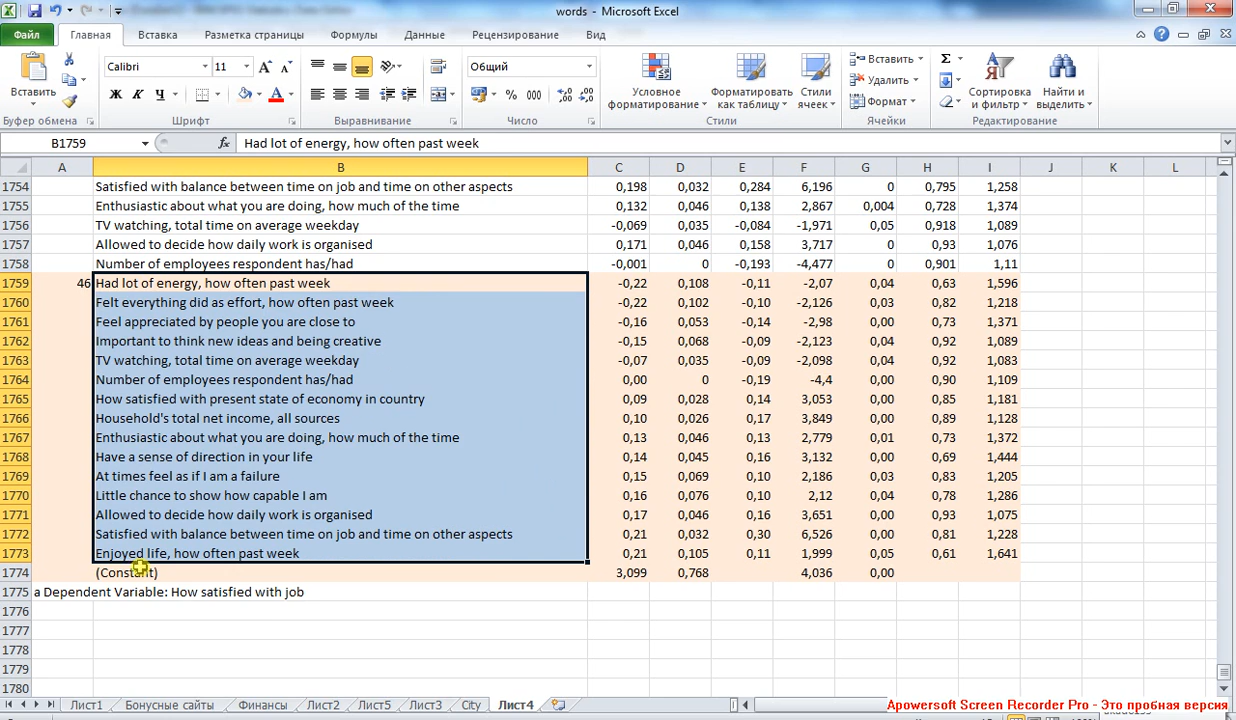 words - Microsoft Excel
Файл Главная Вставка Разметка страницы Формулы Данные Рецензирование Вид
Вставить Calibri 11 Общий Условное форматирование Форматировать как таблицу Стили ячеек Вставить Удалить Формат Сортировка и фильтр Найти и выделить
Ж К Ч % 000
Буфер обмена Шрифт Выравнивание Число Стили Ячейки Редактирование
B1759 fx Had lot of energy, how often past week
A B C D E F G H I J K L
1754 Satisfied with balance between time on job and time on other aspects 0,198 0,032 0,284 6,196 0 0,795 1,258
1755 Enthusiastic about what you are doing, how much of the time 0,132 0,046 0,138 2,867 0,004 0,728 1,374
1756 TV watching, total time on average weekday -0,069 0,035 -0,084 -1,971 0,05 0,918 1,089
1757 Allowed to decide how daily work is organised 0,171 0,046 0,158 3,717 0 0,93 1,076
1758 Number of employees respondent has/had -0,001 0 -0,193 -4,477 0 0,901 1,11
1759 46 Had lot of energy, how often past week -0,22 0,108 -0,11 -2,07 0,04 0,63 1,596
1760 Felt everything did as effort, how often past week -0,22 0,102 -0,10 -2,126 0,03 0,82 1,218
1761 Feel appreciated by people you are close to -0,16 0,053 -0,14 -2,98 0,00 0,73 1,371
1762 Important to think new ideas and being creative -0,15 0,068 -0,09 -2,123 0,04 0,92 1,089
1763 TV watching, total time on average weekday -0,07 0,035 -0,09 -2,098 0,04 0,92 1,083
1764 Number of employees respondent has/had 0,00 0 -0,19 -4,4 0,00 0,90 1,109
1765 How satisfied with present state of economy in country 0,09 0,028 0,14 3,053 0,00 0,85 1,181
1766 Household's total net income, all sources 0,10 0,026 0,17 3,849 0,00 0,89 1,128
1767 Enthusiastic about what you are doing, how much of the time 0,13 0,046 0,13 2,779 0,01 0,73 1,372
1768 Have a sense of direction in your life 0,14 0,045 0,16 3,132 0,00 0,69 1,444
1769 At times feel as if I am a failure 0,15 0,069 0,10 2,186 0,03 0,83 1,205
1770 Little chance to show how capable I am 0,16 0,076 0,10 2,12 0,04 0,78 1,286
1771 Allowed to decide how daily work is organised 0,17 0,046 0,16 3,651 0,00 0,93 1,075
1772 Satisfied with balance between time on job and time on other aspects 0,21 0,032 0,30 6,526 0,00 0,81 1,228
1773 Enjoyed life, how often past week 0,21 0,105 0,11 1,999 0,05 0,61 1,641
1774 (Constant) 3,099 0,768 4,036 0,00
1775 a Dependent Variable: How satisfied with job
1776
1777
1778
1779
1780
Лист1 Бонусные сайты Финансы Лист2 Лист5 Лист3 City Лист4
Apowersoft Screen Recorder Pro - Это пробная версия